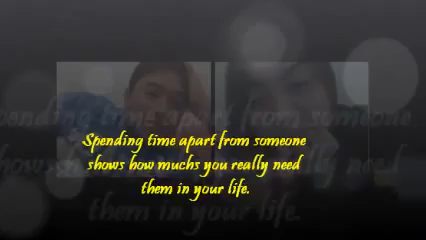 Spending time apart from someone
shows how muchs you really need
them in your life.